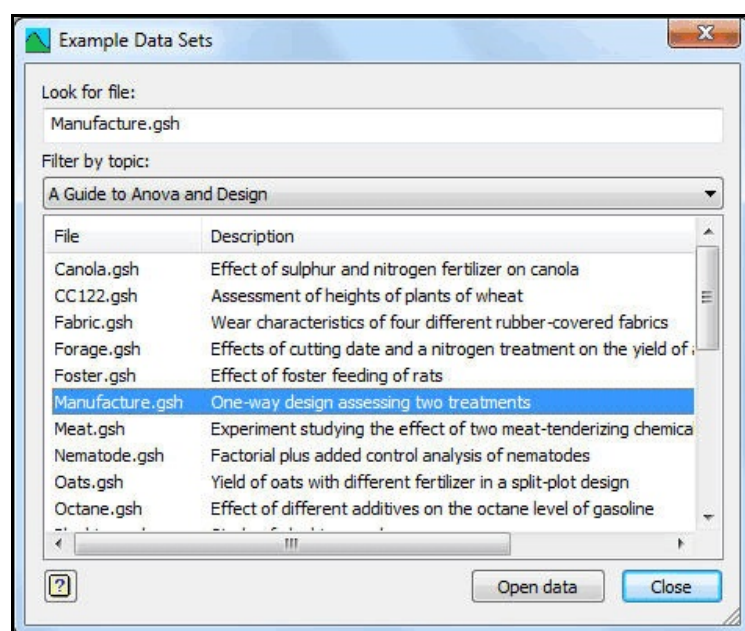 Example Data Sets
Look for file:
Manufacture.gsh
Filter by topic:
A Guide to Anova and Design
File Description
Canola.gsh Effect of sulphur and nitrogen fertilizer on canola
CC122.gsh Assessment of heights of plants of wheat
Fabric.gsh Wear characteristics of four different rubber-covered fabrics
Forage.gsh Effects of cutting date and a nitrogen treatment on the yield of
Foster.gsh Effect of foster feeding of rats
Manufacture.gsh One-way design assessing two treatments
Meat.gsh Experiment studying the effect of two meat-tenderizing chemica
Nematode.gsh Factorial plus added control analysis of nematodes
Oats.gsh Yield of oats with different fertilizer in a split-plot design
Octane.gsh Effect of different additives on the octane level of gasoline
? Open data Close